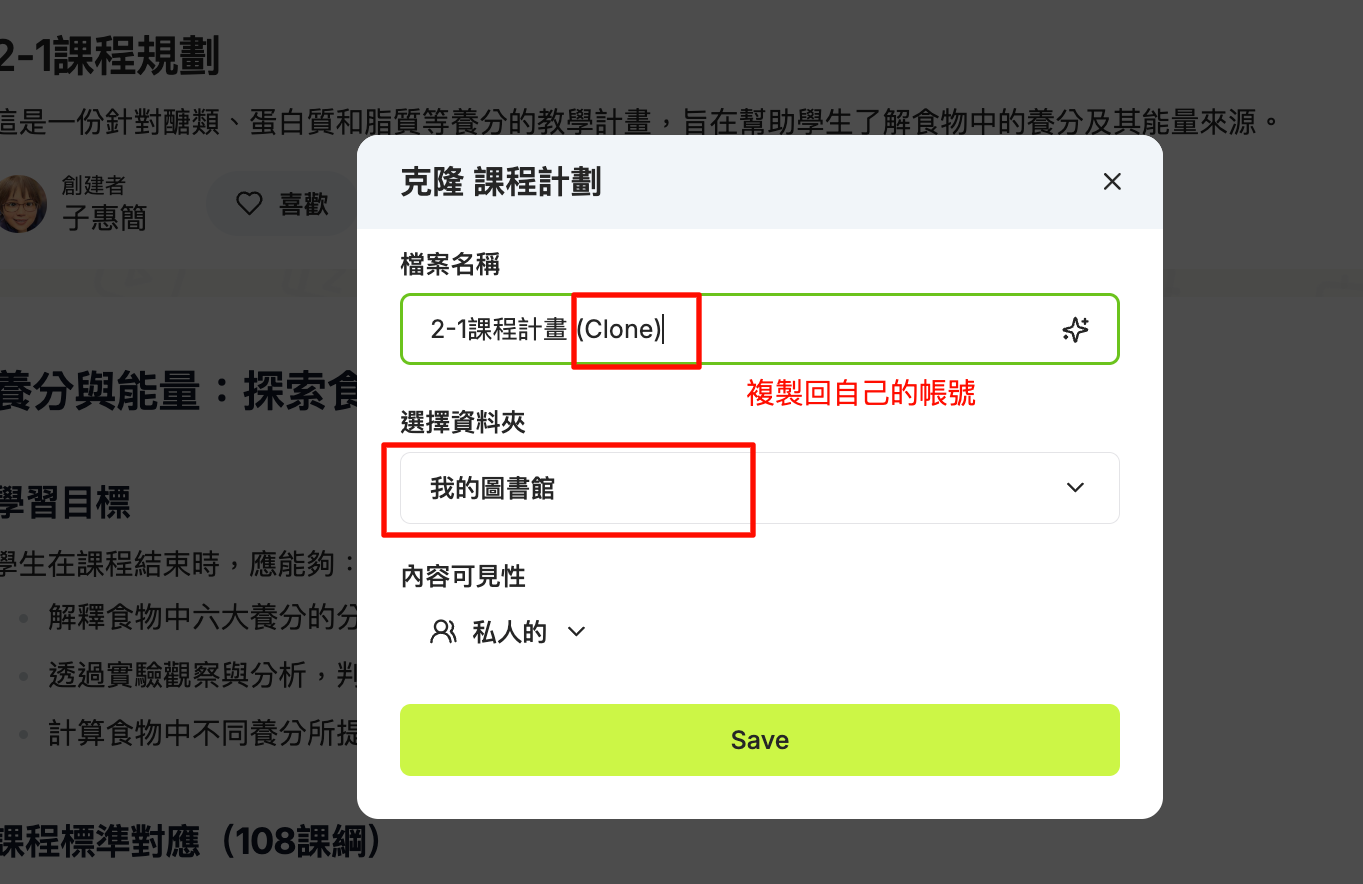 2-1課程規劃
這是一份針對醣類、蛋白質和脂質等養分的教學計畫，旨在幫助學生了解食物中的養分及其能量來源。
創建者
子惠簡
喜歡
克隆 課程計劃
檔案名稱
2-1課程計畫 (Clone)
複製回自己的帳號
養分與能量：探索食
選擇資料夾
我的圖書館
學習目標
學生在課程結束時，應能夠：
內容可見性
解釋食物中六大養分的分
私人的
透過實驗觀察與分析，判
計算食物中不同養分所提
Save
課程標準對應（108課綱）